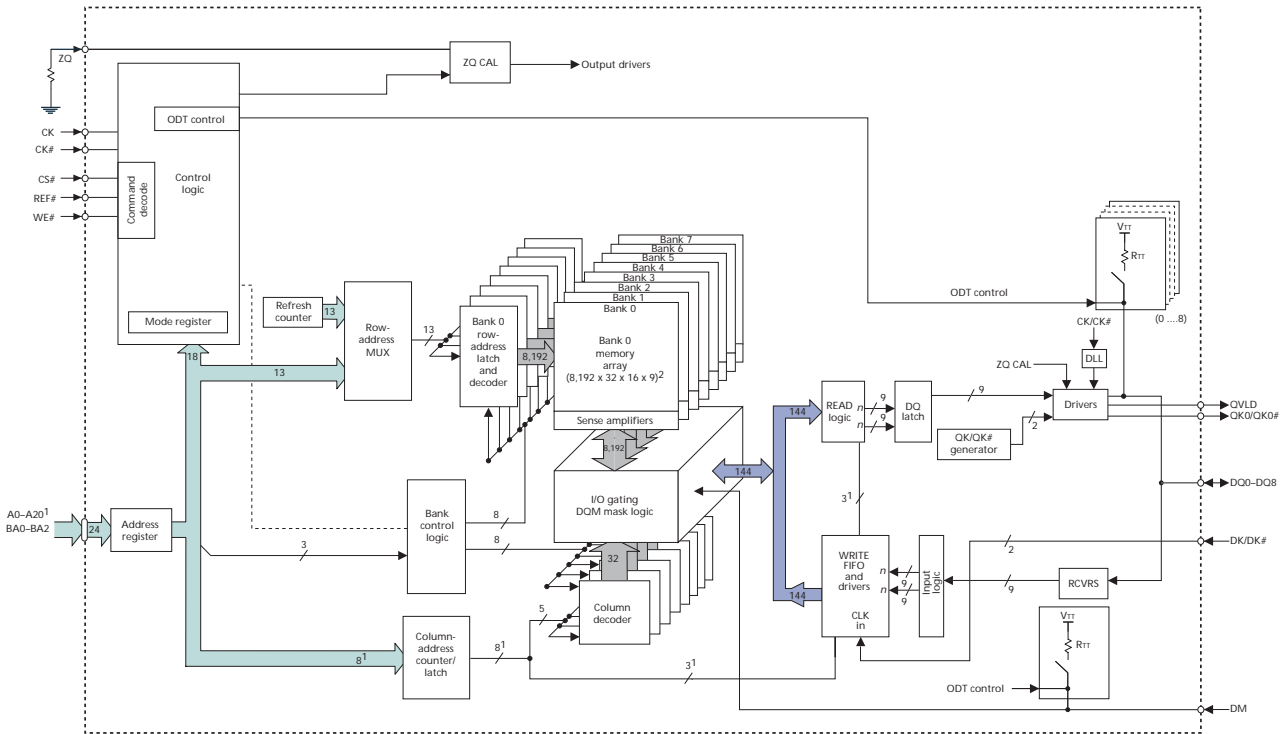 ZQ
ZQ CAL
Output drivers
ODT control
CK
CK#
CS#
REF#
WE#
Command
decode
Control
logic
Mode register
Refresh
counter
13
Row-
address
MUX
13
18
13
Bank 7
Bank 6
Bank 5
Bank 4
Bank 3
Bank 2
Bank 1
Bank 0
Bank 0
row-
address
latch
and
decoder
8,192
Bank 0
memory
array
(8,192 x 32 x 16 x 9)2
Sense amplifiers
8,192
I/O gating
DQM mask logic
32
Column
decoder
VTT
RTT
ODT control
(0 ....8)
CK/CK#
DLL
ZQ CAL
Drivers
QVLD
QK0/QK0#
READ
logic
n
9
n
9
DQ
latch
9
2
QK/QK#
generator
144
144
144
31
DQ0–DQ8
DK/DK#
2
A0–A201
BA0–BA2
24
Address
register
3
Bank
control
logic
8
8
WRITE
FIFO
and
drivers
CLK
in
n
n
9
9
Input
logic
9
RCVRS
VTT
RTT
ODT control
DM
81
Column-
address
counter/
latch
81
5
31